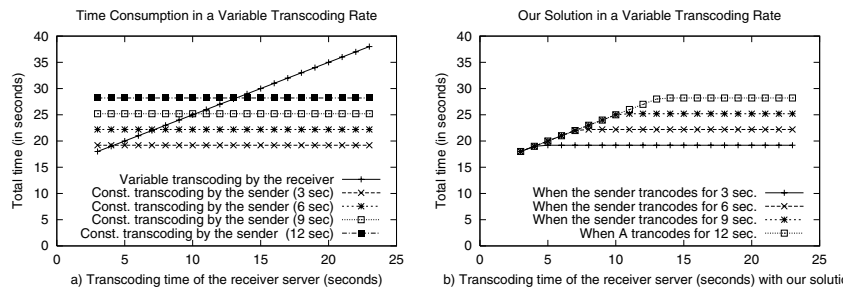 Time Consumption in a Variable Transcoding Rate
40
35
30
25
20
15
10
5
0
Total time (in seconds)
Variable transcoding by the receiver
Const. transcoding by the sender (3 sec)
Const. transcoding by the sender (6 sec)
Const. transcoding by the sender (9 sec)
Const. transcoding by the sender (12 sec)
0 5 10 15 20 25
a) Transcoding time of the receiver server (seconds)
Our Solution in a Variable Transcoding Rate
40
35
30
25
20
15
10
5
0
Total time (in seconds)
When the sender trancodes for 3 sec.
When the sender trancodes for 6 sec.
When the sender trancodes for 9 sec.
When A trancodes for 12 sec.
0 5 10 15 20 25
b) Transcoding time of the receiver server (seconds) with our solutio